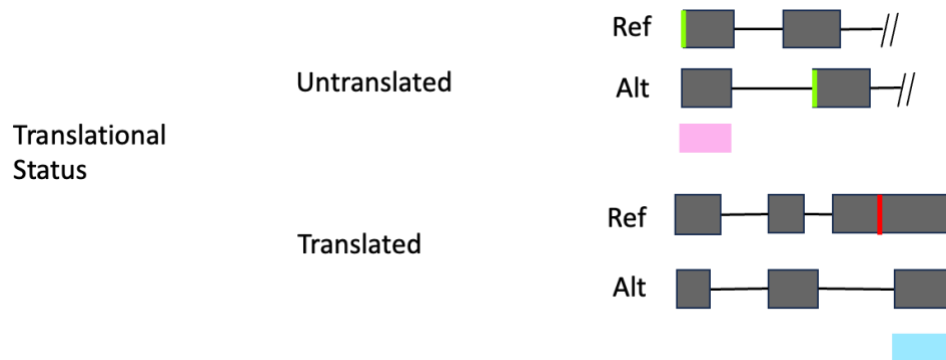 Ref
Untranslated
Alt
Translational
Status
Ref
Translated
Alt